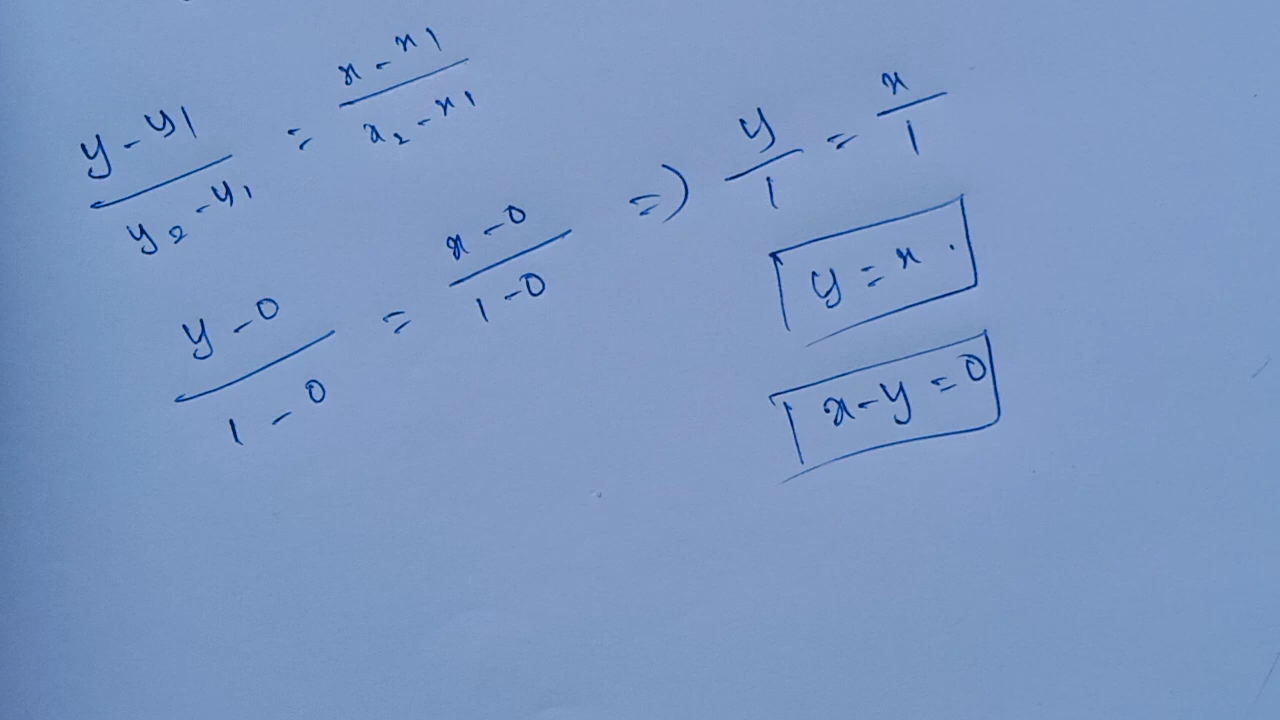 y-y1/y2-y1 = x-x1/x2-x1
y-0/1-0 = x-0/1-0 => y/1 = x/1
y=x.
x-y=0